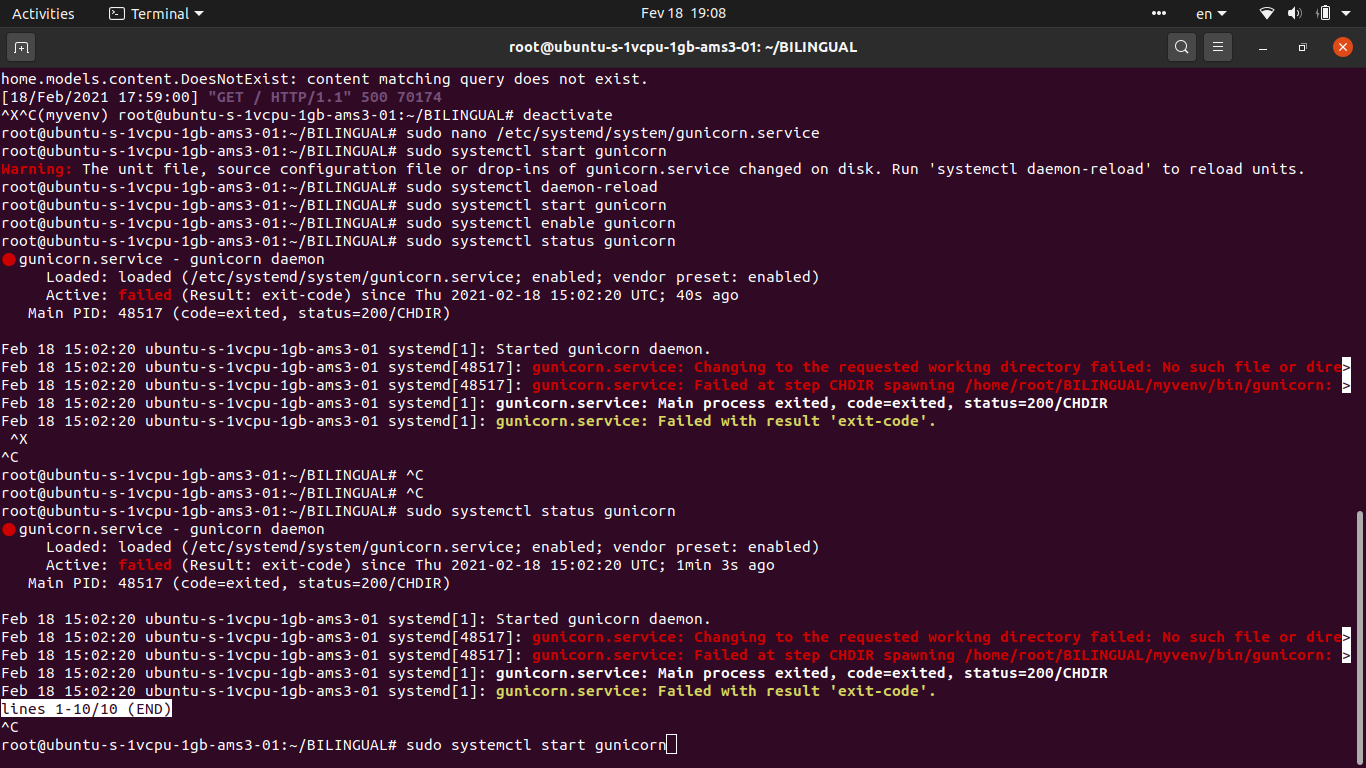 Activities Terminal Fev 18 19:08 en
root@ubuntu-s-1vcpu-1gb-ams3-01: ~/BILINGUAL
home.models.content.DoesNotExist: content matching query does not exist.
[18/Feb/2021 17:59:00] "GET / HTTP/1.1" 500 70174
^X^C(myvenv) root@ubuntu-s-1vcpu-1gb-ams3-01:~/BILINGUAL# deactivate
root@ubuntu-s-1vcpu-1gb-ams3-01:~/BILINGUAL# sudo nano /etc/systemd/system/gunicorn.service
root@ubuntu-s-1vcpu-1gb-ams3-01:~/BILINGUAL# sudo systemctl start gunicorn
Warning: The unit file, source configuration file or drop-ins of gunicorn.service changed on disk. Run 'systemctl daemon-reload' to reload units.
root@ubuntu-s-1vcpu-1gb-ams3-01:~/BILINGUAL# sudo systemctl daemon-reload
root@ubuntu-s-1vcpu-1gb-ams3-01:~/BILINGUAL# sudo systemctl start gunicorn
root@ubuntu-s-1vcpu-1gb-ams3-01:~/BILINGUAL# sudo systemctl enable gunicorn
root@ubuntu-s-1vcpu-1gb-ams3-01:~/BILINGUAL# sudo systemctl status gunicorn
● gunicorn.service - gunicorn daemon
Loaded: loaded (/etc/systemd/system/gunicorn.service; enabled; vendor preset: enabled)
Active: failed (Result: exit-code) since Thu 2021-02-18 15:02:20 UTC; 40s ago
Main PID: 48517 (code=exited, status=200/CHDIR)
Feb 18 15:02:20 ubuntu-s-1vcpu-1gb-ams3-01 systemd[1]: Started gunicorn daemon.
Feb 18 15:02:20 ubuntu-s-1vcpu-1gb-ams3-01 systemd[48517]: gunicorn.service: Changing to the requested working directory failed: No such file or dire>
Feb 18 15:02:20 ubuntu-s-1vcpu-1gb-ams3-01 systemd[48517]: gunicorn.service: Failed at step CHDIR spawning /home/root/BILINGUAL/myvenv/bin/gunicorn: >
Feb 18 15:02:20 ubuntu-s-1vcpu-1gb-ams3-01 systemd[1]: gunicorn.service: Main process exited, code=exited, status=200/CHDIR
Feb 18 15:02:20 ubuntu-s-1vcpu-1gb-ams3-01 systemd[1]: gunicorn.service: Failed with result 'exit-code'.
^X
^C
root@ubuntu-s-1vcpu-1gb-ams3-01:~/BILINGUAL# ^C
root@ubuntu-s-1vcpu-1gb-ams3-01:~/BILINGUAL# ^C
root@ubuntu-s-1vcpu-1gb-ams3-01:~/BILINGUAL# sudo systemctl status gunicorn
● gunicorn.service - gunicorn daemon
Loaded: loaded (/etc/systemd/system/gunicorn.service; enabled; vendor preset: enabled)
Active: failed (Result: exit-code) since Thu 2021-02-18 15:02:20 UTC; 1min 3s ago
Main PID: 48517 (code=exited, status=200/CHDIR)
Feb 18 15:02:20 ubuntu-s-1vcpu-1gb-ams3-01 systemd[1]: Started gunicorn daemon.
Feb 18 15:02:20 ubuntu-s-1vcpu-1gb-ams3-01 systemd[48517]: gunicorn.service: Changing to the requested working directory failed: No such file or dire>
Feb 18 15:02:20 ubuntu-s-1vcpu-1gb-ams3-01 systemd[48517]: gunicorn.service: Failed at step CHDIR spawning /home/root/BILINGUAL/myvenv/bin/gunicorn: >
Feb 18 15:02:20 ubuntu-s-1vcpu-1gb-ams3-01 systemd[1]: gunicorn.service: Main process exited, code=exited, status=200/CHDIR
Feb 18 15:02:20 ubuntu-s-1vcpu-1gb-ams3-01 systemd[1]: gunicorn.service: Failed with result 'exit-code'.
lines 1-10/10 (END)
^C
root@ubuntu-s-1vcpu-1gb-ams3-01:~/BILINGUAL# sudo systemctl start gunicorn